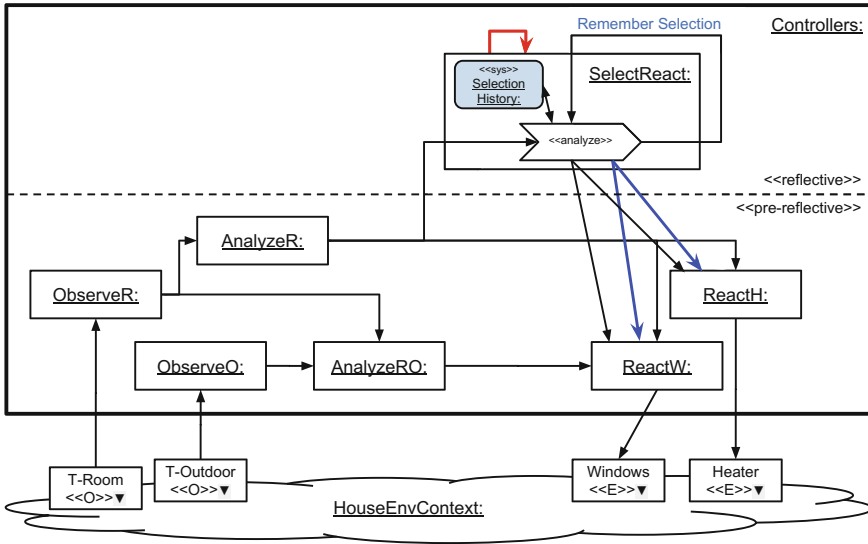 Remember Selection
Controllers:
<<sys>>
Selection
History:
SelectReact:
<<analyze>>
<<reflective>>
<<pre-reflective>>
AnalyzeR:
ObserveR:
ReactH:
ObserveO:
AnalyzeRO:
ReactW:
T-Room
<<O>>▼
T-Outdoor
<<O>>▼
Windows
<<E>>▼
Heater
<<E>>▼
HouseEnvContext: